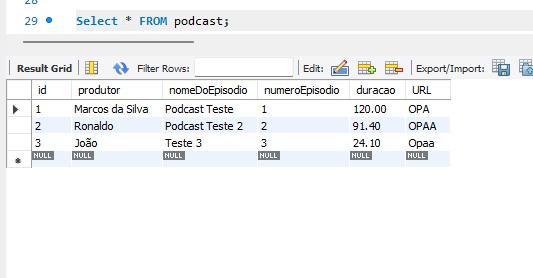 28
29 Select * FROM podcast;
Result Grid Filter Rows: Edit: Export/Import:
id produtor nomeDoEpisodio numeroEpisodio duracao URL
1 Marcos da Silva Podcast Teste 1 120.00 OPA
2 Ronaldo Podcast Teste 2 2 91.40 OPAA
3 João Teste 3 3 24.10 Opaa
NULL NULL NULL NULL NULL NULL